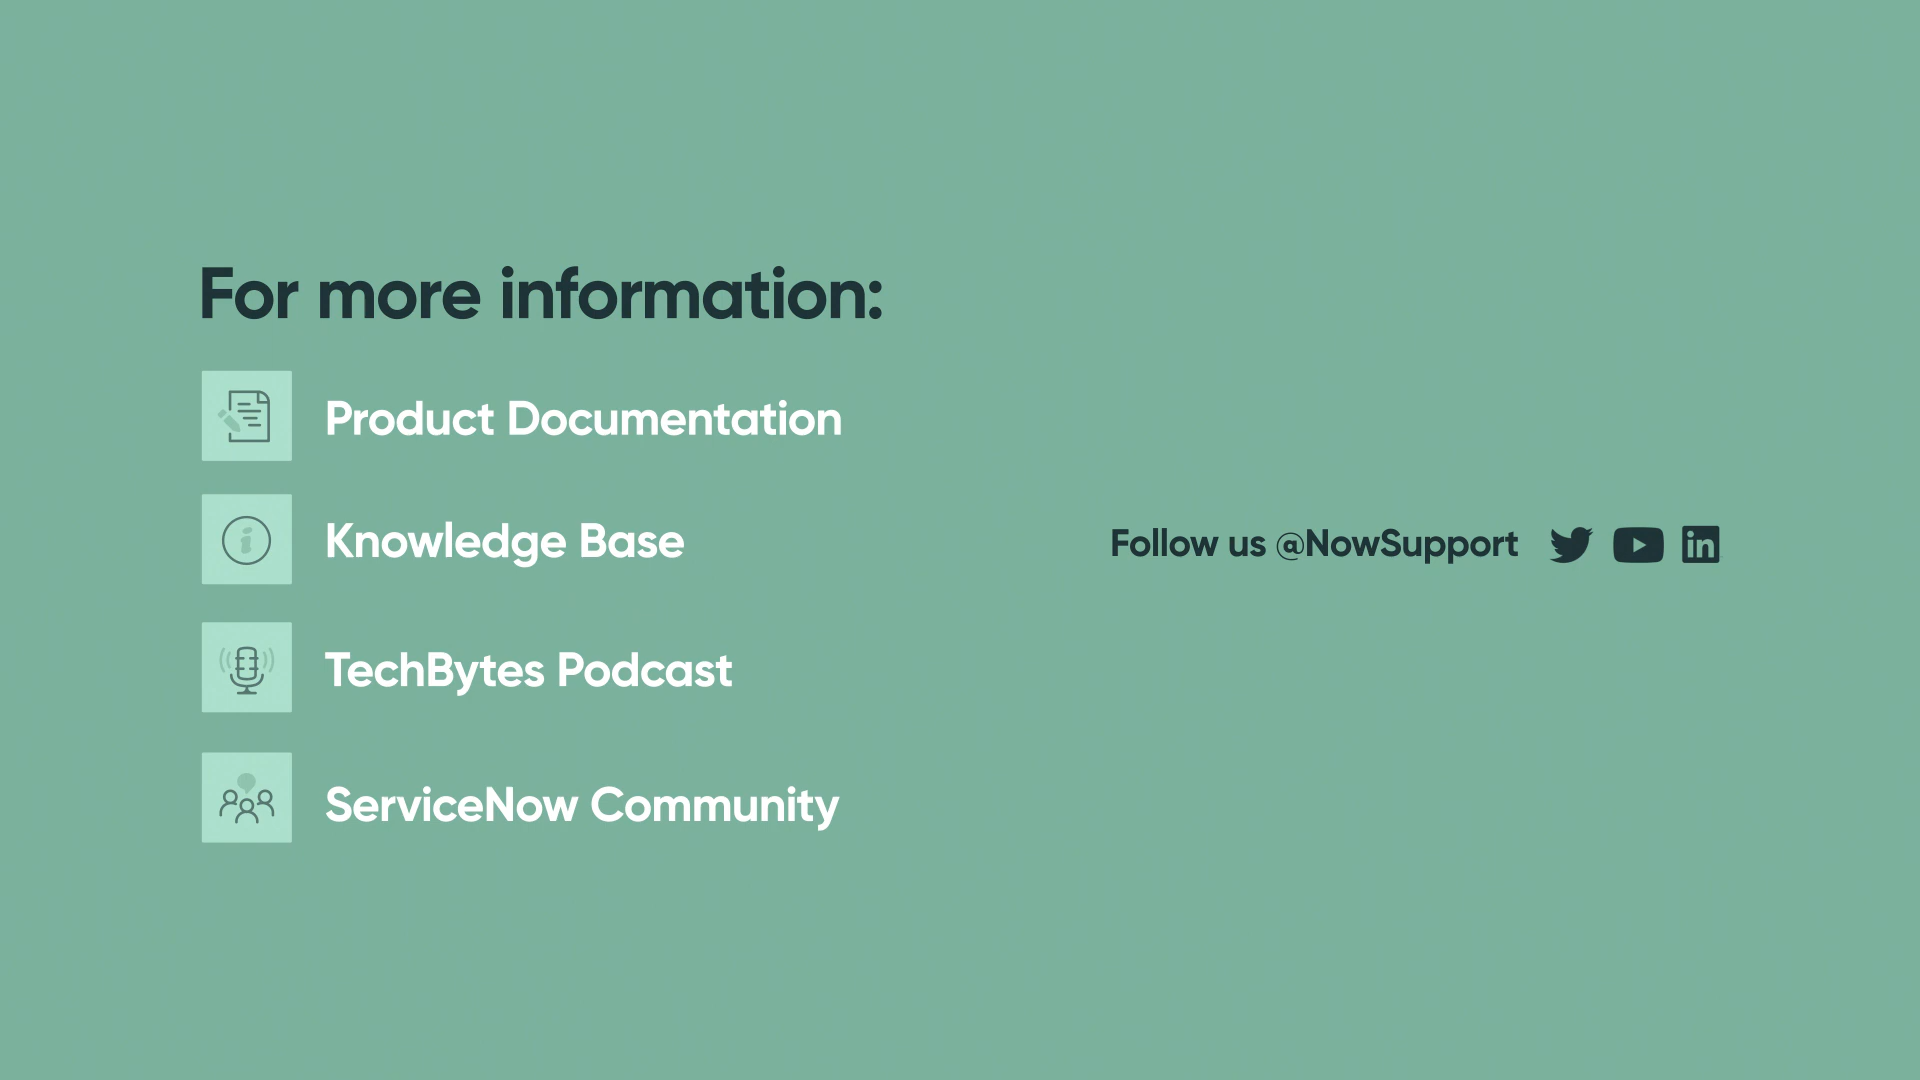 For more information:
Product Documentation
Knowledge Base
TechBytes Podcast
ServiceNow Community
Follow us @NowSupport